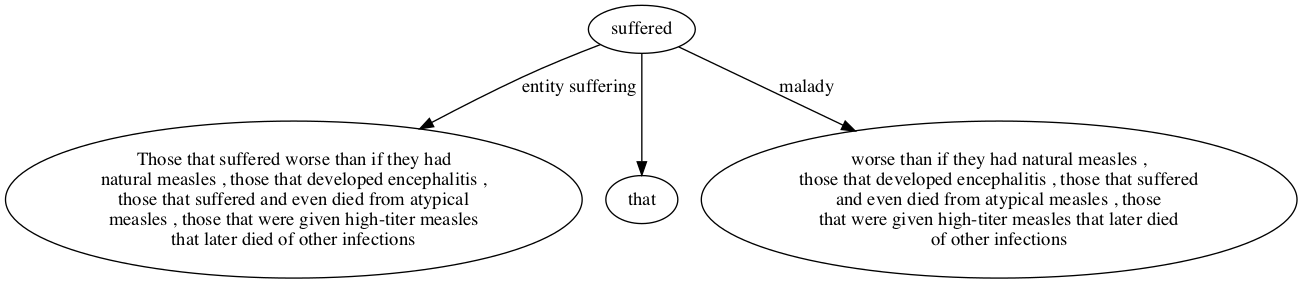 suffered
entity suffering
malady
Those that suffered worse than if they had
natural measles , those that developed encephalitis ,
those that suffered and even died from atypical
measles , those that were given high-titer measles
that later died of other infections
that
worse than if they had natural measles ,
those that developed encephalitis , those that suffered
and even died from atypical measles , those
that were given high-titer measles that later died
of other infections